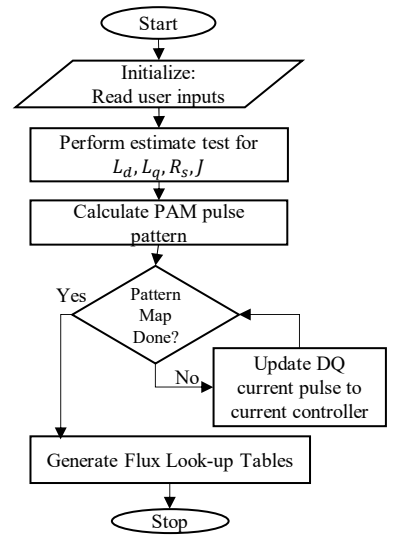 Start
Initialize:
Read user inputs
Perform estimate test for
$L_d, L_q, R_s, J$
Calculate PAM pulse
pattern
Yes
Pattern
Map
Done?
No
Update DQ
current pulse to
current controller
Generate Flux Look-up Tables
Stop